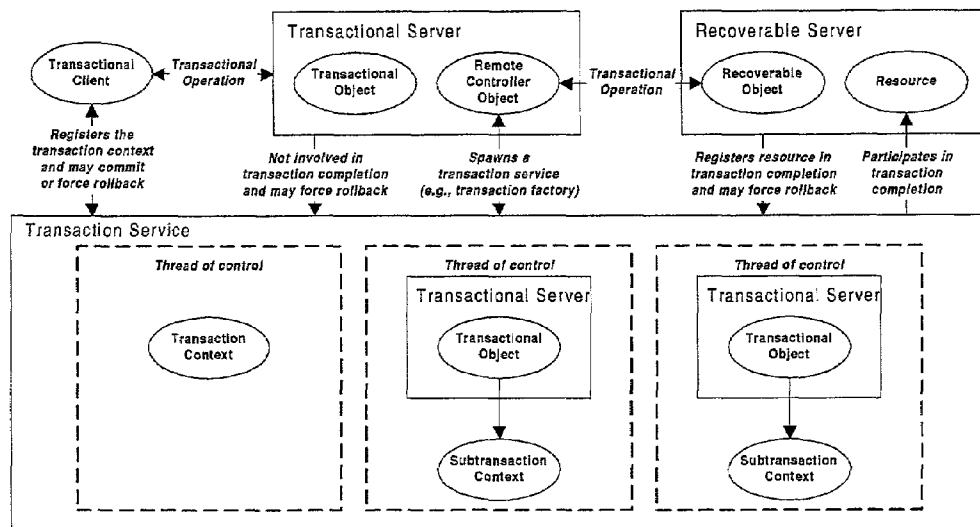 Transactional Server
Recoverable Server
Transactional
Client
Transactional
Operation
Transactional
Object
Remote
Controller
Object
Transactional
Operation
Recoverable
Object
Resource
Registers the
transaction context
and may commit
or force rollback
Not involved in
transaction completion
and may force rollback
Spawns a
transaction service
(e.g., transaction factory)
Registers resource in
transaction completion
and may force rollback
Participates in
transaction
completion
Transaction Service
Thread of control
Transaction
Context
Thread of control
Transactional Server
Transactional
Object
Subtransaction
Context
Thread of control
Transactional Server
Transactional
Object
Subtransaction
Context